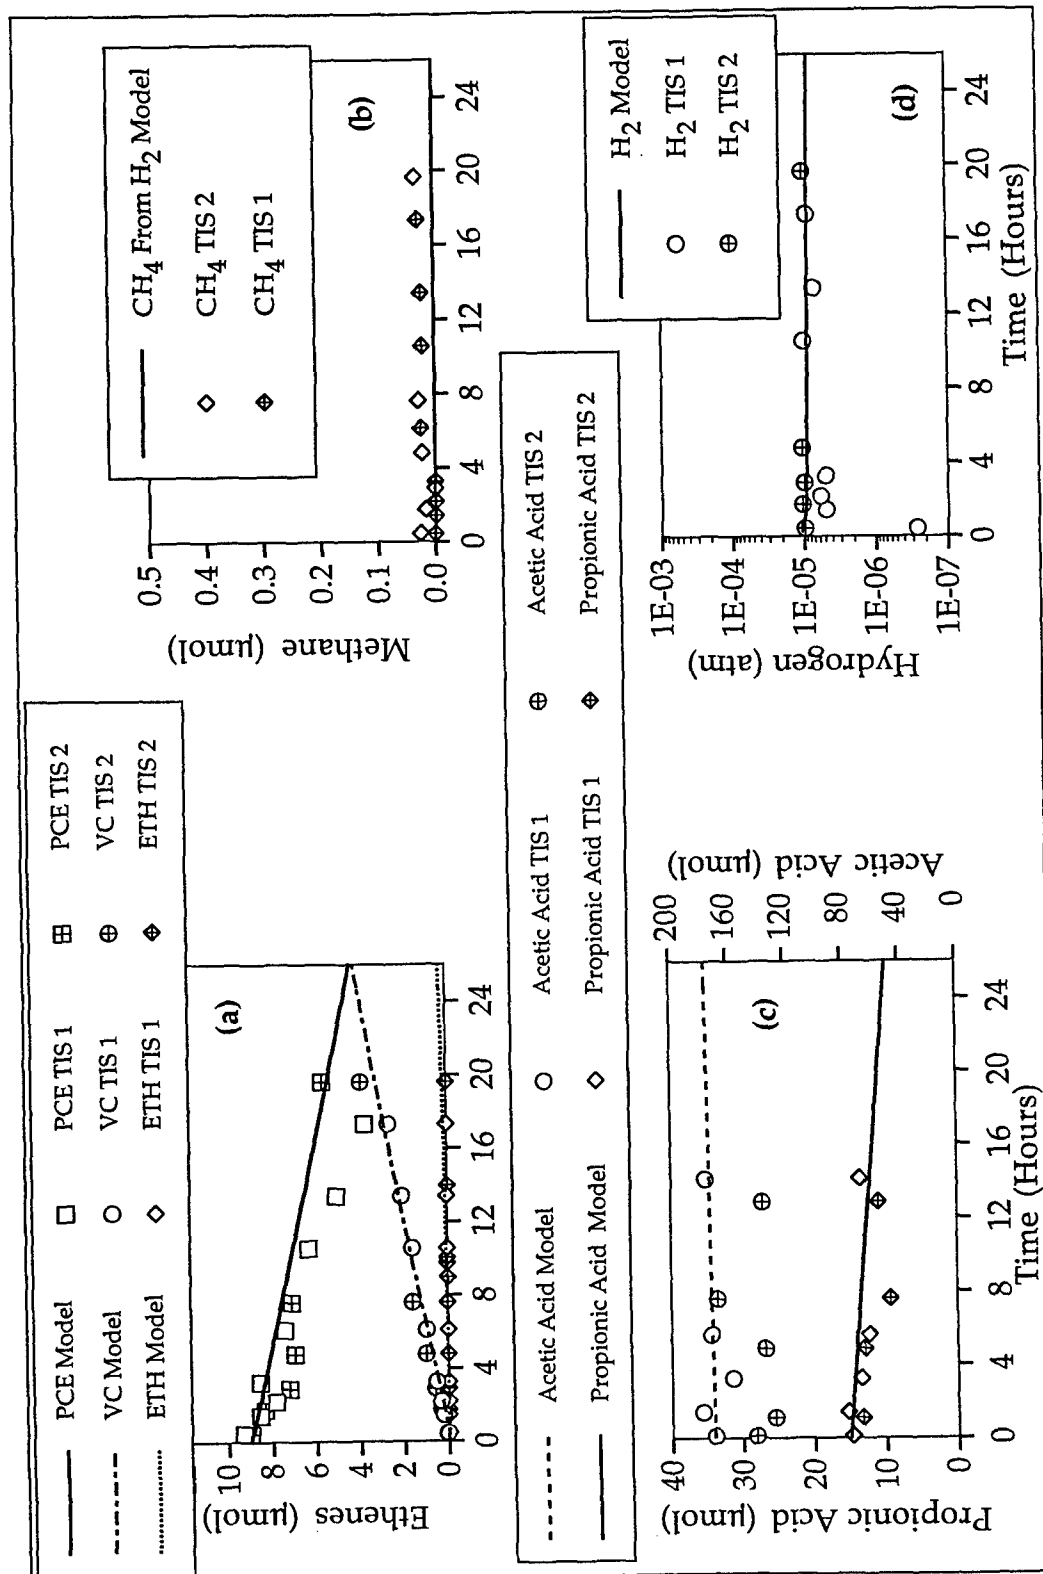 PCE Model
PCE TIS 1
PCE TIS 2
VC Model
VC TIS 1
VC TIS 2
ETH Model
ETH TIS 1
ETH TIS 2
(a)
Ethenes (µmol)
10
8
6
4
2
0
0
4
8
12
16
20
24
CH4 From H2 Model
CH4 TIS 2
CH4 TIS 1
(b)
Methane (µmol)
0.5
0.4
0.3
0.2
0.1
0.0
0
4
8
12
16
20
24
Acetic Acid Model
Acetic Acid TIS 1
Acetic Acid TIS 2
Propionic Acid Model
Propionic Acid TIS 1
Propionic Acid TIS 2
(c)
Propionic Acid (µmol)
40
30
20
10
0
Acetic Acid (µmol)
200
160
120
80
40
0
0
4
8
12
16
20
24
Time (Hours)
H2 Model
H2 TIS 1
H2 TIS 2
(d)
Hydrogen (atm)
1E-03
1E-04
1E-05
1E-06
1E-07
0
4
8
12
16
20
24
Time (Hours)